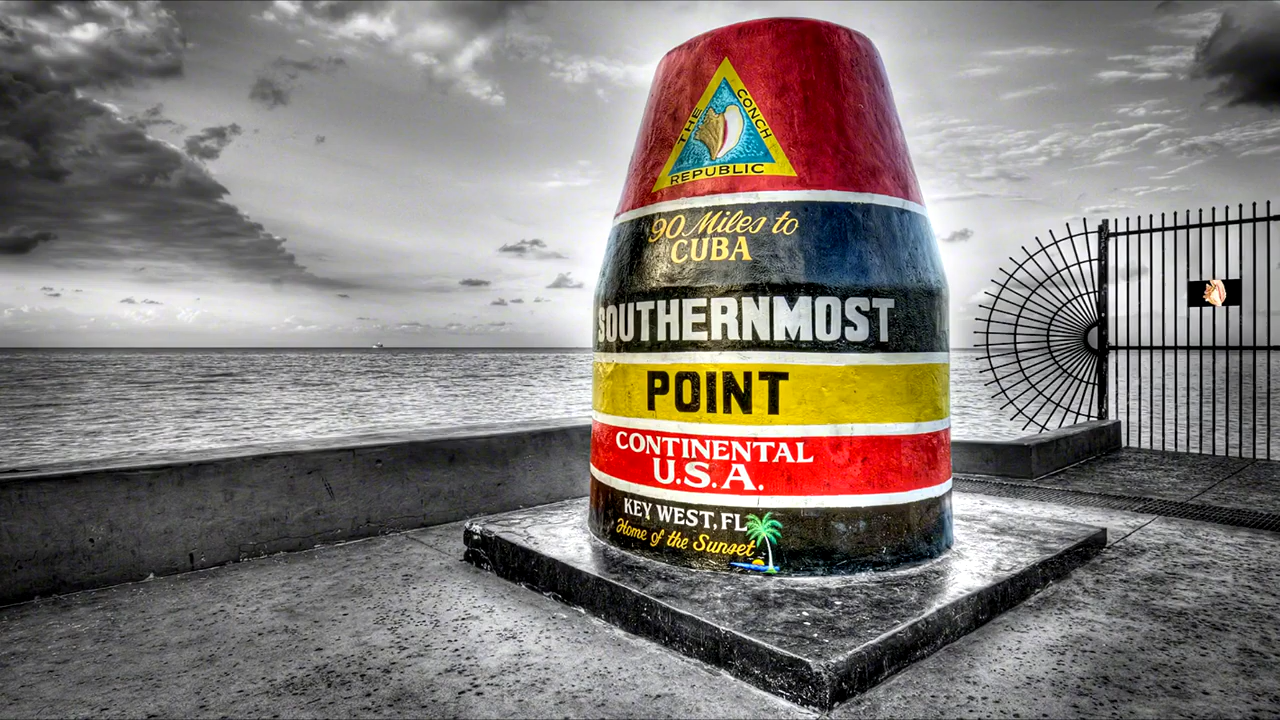 THE CONCH
REPUBLIC
90 Miles to
CUBA
SOUTHERNMOST
POINT
CONTINENTAL
U.S.A.
KEY WEST, FL
Home of the Sunset